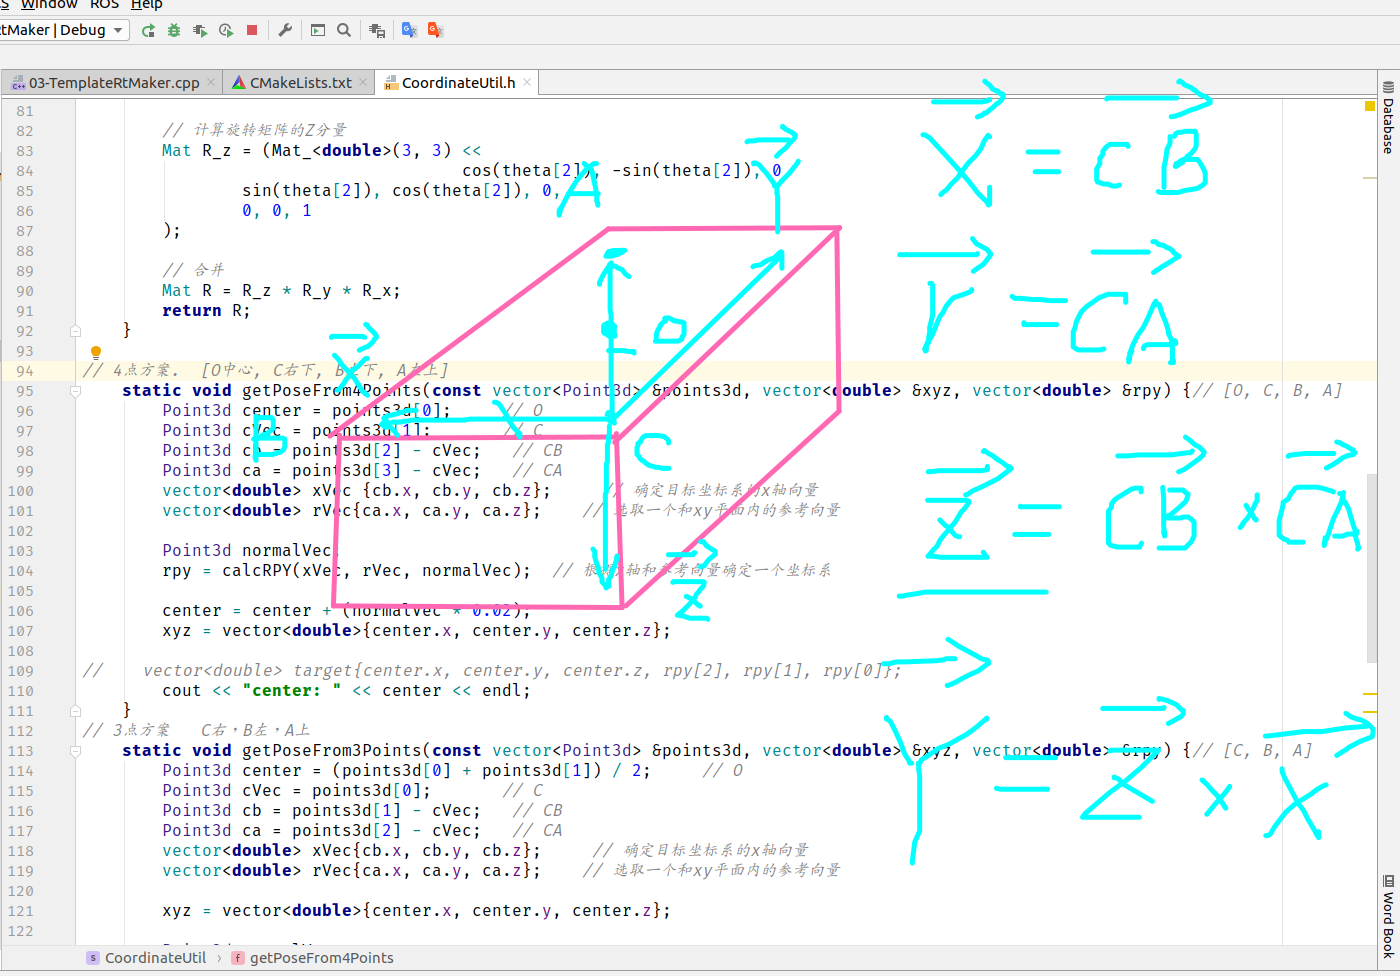 Window ROS Help
RtMaker | Debug
03-TemplateRtMaker.cpp CMakeLists.txt CoordinateUtil.h
81
82 // 计算旋转矩阵的Z分量
83 Mat R_z = (Mat_<double>(3, 3) <<
84 cos(theta[2]), -sin(theta[2]), 0
85 sin(theta[2]), cos(theta[2]), 0,
86 0, 0, 1
87 );
88
89 // 合并
90 Mat R = R_z * R_y * R_x;
91 return R;
92 }
93
94 // 4点方案. [O中心, C右下, B左下, A左上]
95 static void getPoseFrom4Points(const vector<Point3d> &points3d, vector<double> &xyz, vector<double> &rpy) {// [O, C, B, A]
96 Point3d center = points3d[0]; // O
97 Point3d cVec = points3d[1]; // C
98 Point3d cb = points3d[2] - cVec; // CB
99 Point3d ca = points3d[3] - cVec; // CA
100 vector<double> xVec {cb.x, cb.y, cb.z}; // 确定目标坐标系的x轴向量
101 vector<double> rVec{ca.x, ca.y, ca.z}; // 选取一个和xy平面内的参考向量
102
103 Point3d normalVec;
104 rpy = calcRPY(xVec, rVec, normalVec); // 根据x轴和参考向量确定一个坐标系
105
106 center = center + (normalVec * 0.02);
107 xyz = vector<double>{center.x, center.y, center.z};
108
109 // vector<double> target{center.x, center.y, center.z, rpy[2], rpy[1], rpy[0]};
110 cout << "center: " << center << endl;
111 }
112 // 3点方案 C右，B左，A上
113 static void getPoseFrom3Points(const vector<Point3d> &points3d, vector<double> &xyz, vector<double> &rpy) {// [C, B, A]
114 Point3d center = (points3d[0] + points3d[1]) / 2; // O
115 Point3d cVec = points3d[0]; // C
116 Point3d cb = points3d[1] - cVec; // CB
117 Point3d ca = points3d[2] - cVec; // CA
118 vector<double> xVec{cb.x, cb.y, cb.z}; // 确定目标坐标系的x轴向量
119 vector<double> rVec{ca.x, ca.y, ca.z}; // 选取一个和xy平面内的参考向量
120
121 xyz = vector<double>{center.x, center.y, center.z};
122
CoordinateUtil › getPoseFrom4Points
A
Y
O
X
B
C
Z
X = CB
r = CA
Z = CB × CA
Y = Z × X
Database
Word Book